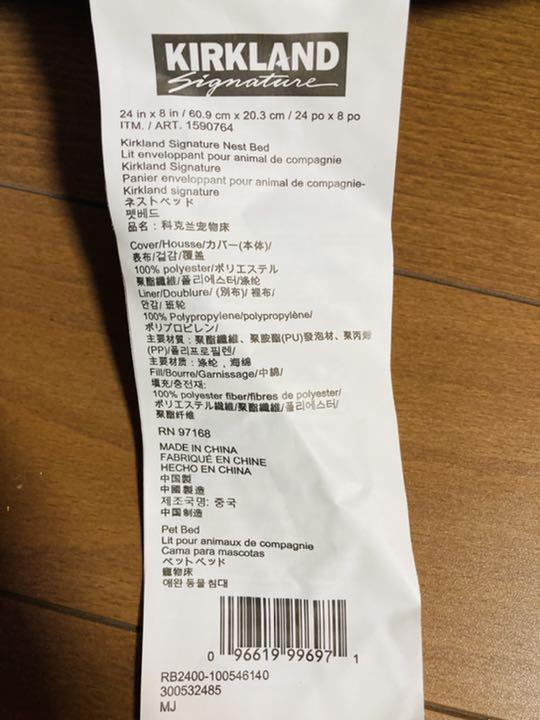 KIRKLAND
Signature
24 in x 8 in / 60.9 cm x 20.3 cm / 24 po x 8 po
ITM. / ART. 1590764
Kirkland Signature Nest Bed
Lit enveloppant pour animal de compagnie
Kirkland Signature
Panier enveloppant pour animal de compagnie-
Kirkland signature
ネストベッド
펫베드
品名：科克兰宠物床
Cover/Housse/カバー(本体)/
表布/겉감/覆盖
100% polyester/ポリエステル
聚酯纖維/폴리에스터/涤纶
Liner/Doublure/ (別布)/ 裡布/
안감/ 班轮
100% Polypropylene/polypropylène/
ポリプロピレン/
主要材質：聚酯纖維、聚胺酯(PU)發泡材、聚丙烯
(PP)/폴리프로필렌/
主要材质：涤纶，海绵
Fill/Bourre/Garnissage/中綿/
填充/충전재:
100% polyester fiber/fibres de polyester/
ポリエステル繊維/聚酯纖維/폴리에스터/
聚酯纤维
RN 97168
MADE IN CHINA
FABRIQUÉ EN CHINE
HECHO EN CHINA
中国製
中國製造
제조국명: 중국
中国制造
Pet Bed
Lit pour animaux de compagnie
Cama para mascotas
ペットベッド
寵物床
애완 동물 침대
0 96619 99697 1
RB2400-100546140
300532485
MJ